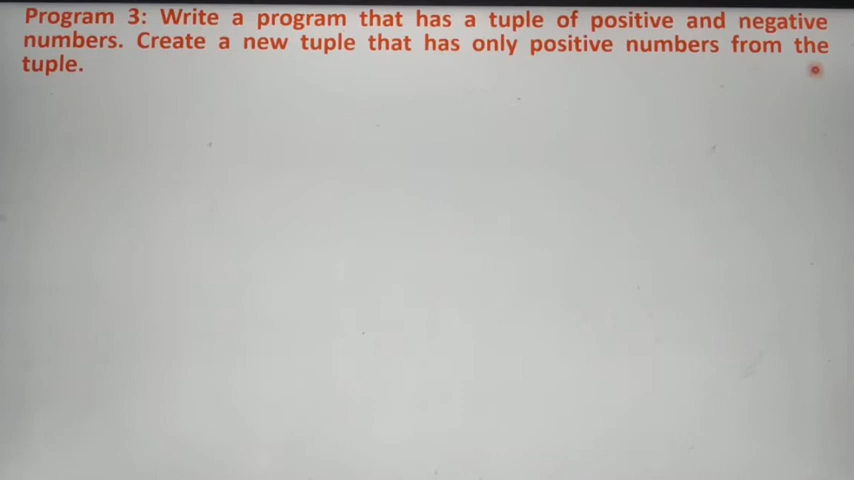 Program 3: Write a program that has a tuple of positive and negative
numbers. Create a new tuple that has only positive numbers from the
tuple.